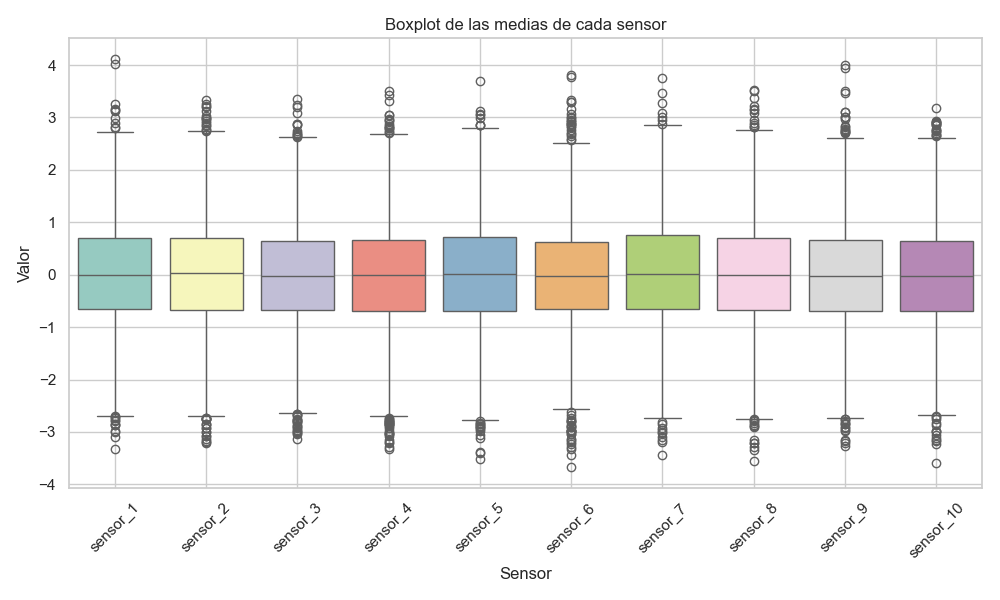 Boxplot de las medias de cada sensor
Valor
4
3
2
1
0
−1
−2
−3
−4
sensor_1
sensor_2
sensor_3
sensor_4
sensor_5
sensor_6
sensor_7
sensor_8
sensor_9
sensor_10
Sensor